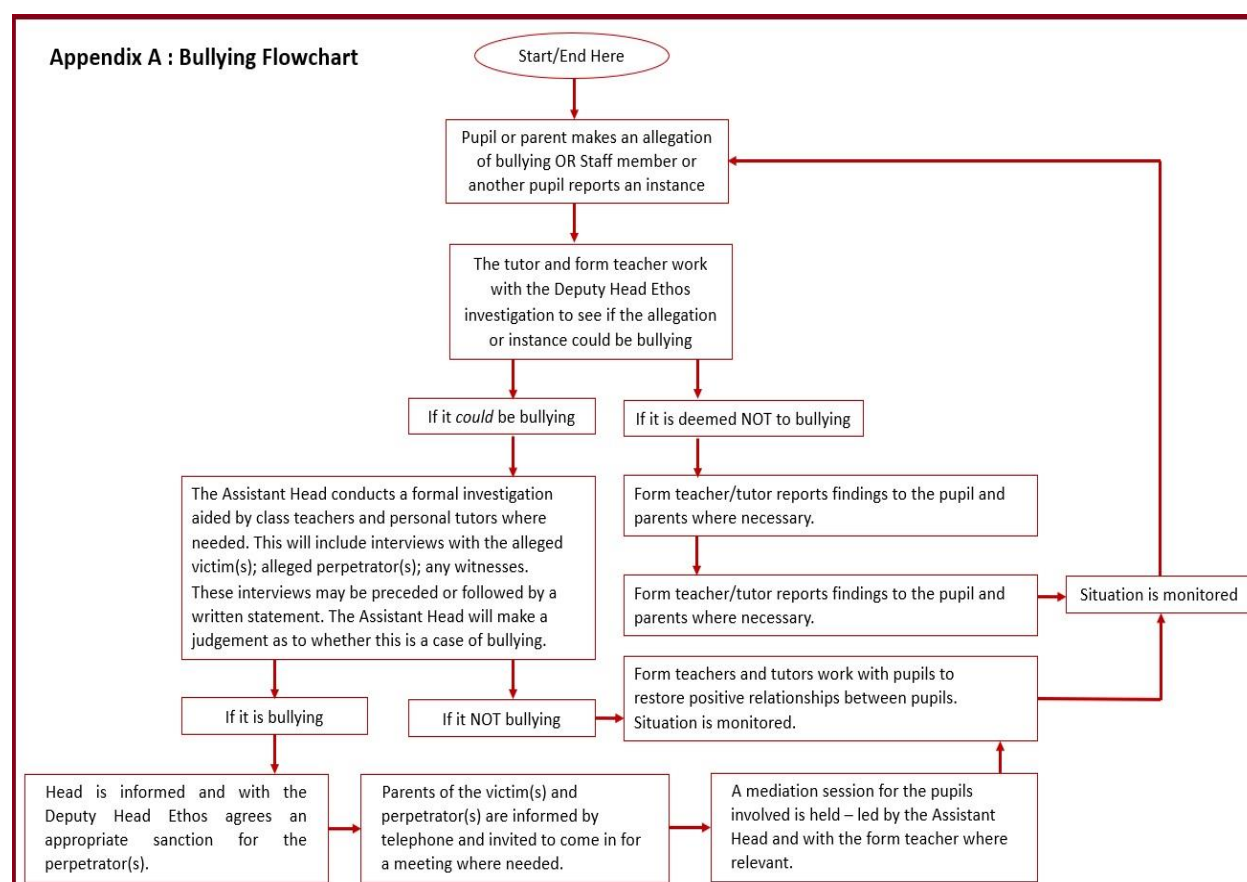 Appendix A : Bullying Flowchart
Start/End Here
Pupil or parent makes an allegation
of bullying OR Staff member or
another pupil reports an instance
The tutor and form teacher work
with the Deputy Head Ethos
investigation to see if the allegation
or instance could be bullying
If it could be bullying
If it is deemed NOT to bullying
The Assistant Head conducts a formal investigation
aided by class teachers and personal tutors where
needed. This will include interviews with the alleged
victim(s); alleged perpetrator(s); any witnesses.
These interviews may be preceded or followed by a
written statement. The Assistant Head will make a
judgement as to whether this is a case of bullying.
Form teacher/tutor reports findings to the pupil and
parents where necessary.
Form teacher/tutor reports findings to the pupil and
parents where necessary.
Situation is monitored
If it is bullying
If it NOT bullying
Form teachers and tutors work with pupils to
restore positive relationships between pupils.
Situation is monitored.
Head is informed and with the
Deputy Head Ethos agrees an
appropriate sanction for the
perpetrator(s).
Parents of the victim(s) and
perpetrator(s) are informed by
telephone and invited to come in for
a meeting where needed.
A mediation session for the pupils
involved is held – led by the Assistant
Head and with the form teacher where
relevant.